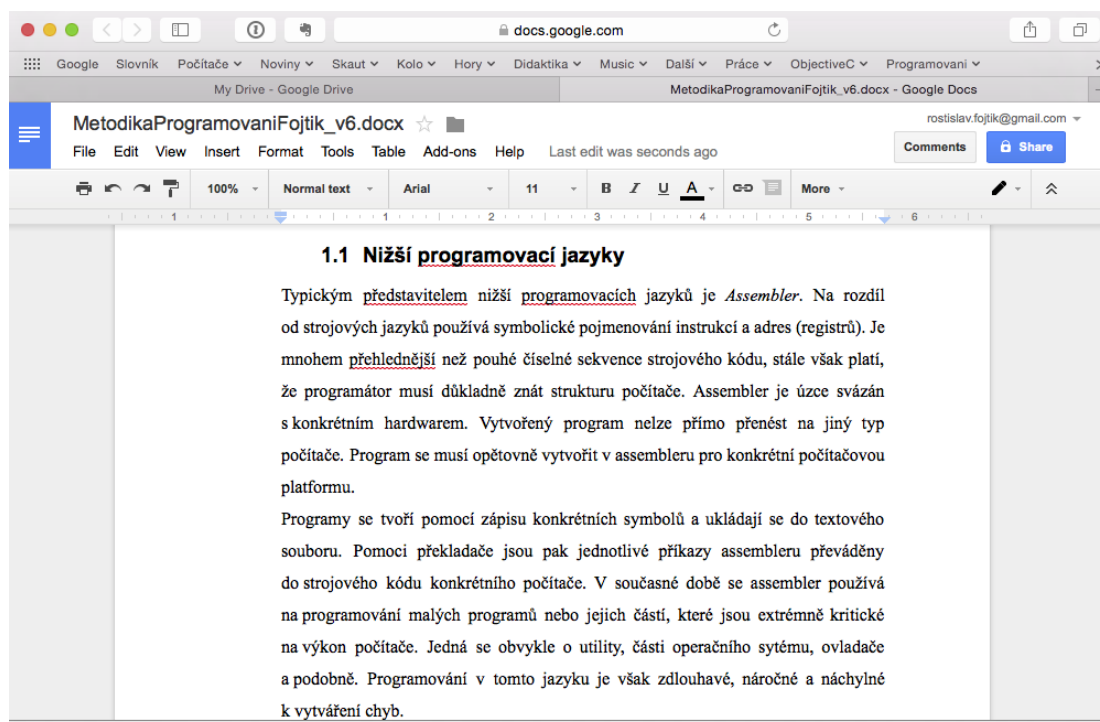 docs.google.com
Google Slovník Počítače Noviny Skaut Kolo Hory Didaktika Music Další Práce ObjectiveC Programovani
My Drive - Google Drive MetodikaProgramovaniFojtik_v6.docx - Google Docs
MetodikaProgramovaniFojtik_v6.docx rostislav.fojtik@gmail.com
File Edit View Insert Format Tools Table Add-ons Help Last edit was seconds ago Comments Share
100% Normal text Arial 11 B I U A More
1 1 2 3 4 5 6
1.1 Nižší programovací jazyky
Typickým představitelem nižší programovacích jazyků je Assembler. Na rozdíl
od strojových jazyků používá symbolické pojmenování instrukcí a adres (registrů). Je
mnohem přehlednější než pouhé číselné sekvence strojového kódu, stále však platí,
že programátor musí důkladně znát strukturu počítače. Assembler je úzce svázán
s konkrétním hardwarem. Vytvořený program nelze přímo přenést na jiný typ
počítače. Program se musí opětovně vytvořit v assembleru pro konkrétní počítačovou
platformu.
Programy se tvoří pomocí zápisu konkrétních symbolů a ukládají se do textového
souboru. Pomoci překladače jsou pak jednotlivé příkazy assembleru převáděny
do strojového kódu konkrétního počítače. V současné době se assembler používá
na programování malých programů nebo jejich částí, které jsou extrémně kritické
na výkon počítače. Jedná se obvykle o utility, části operačního sytému, ovladače
a podobně. Programování v tomto jazyku je však zdlouhavé, náročné a náchylné
k vytváření chyb.